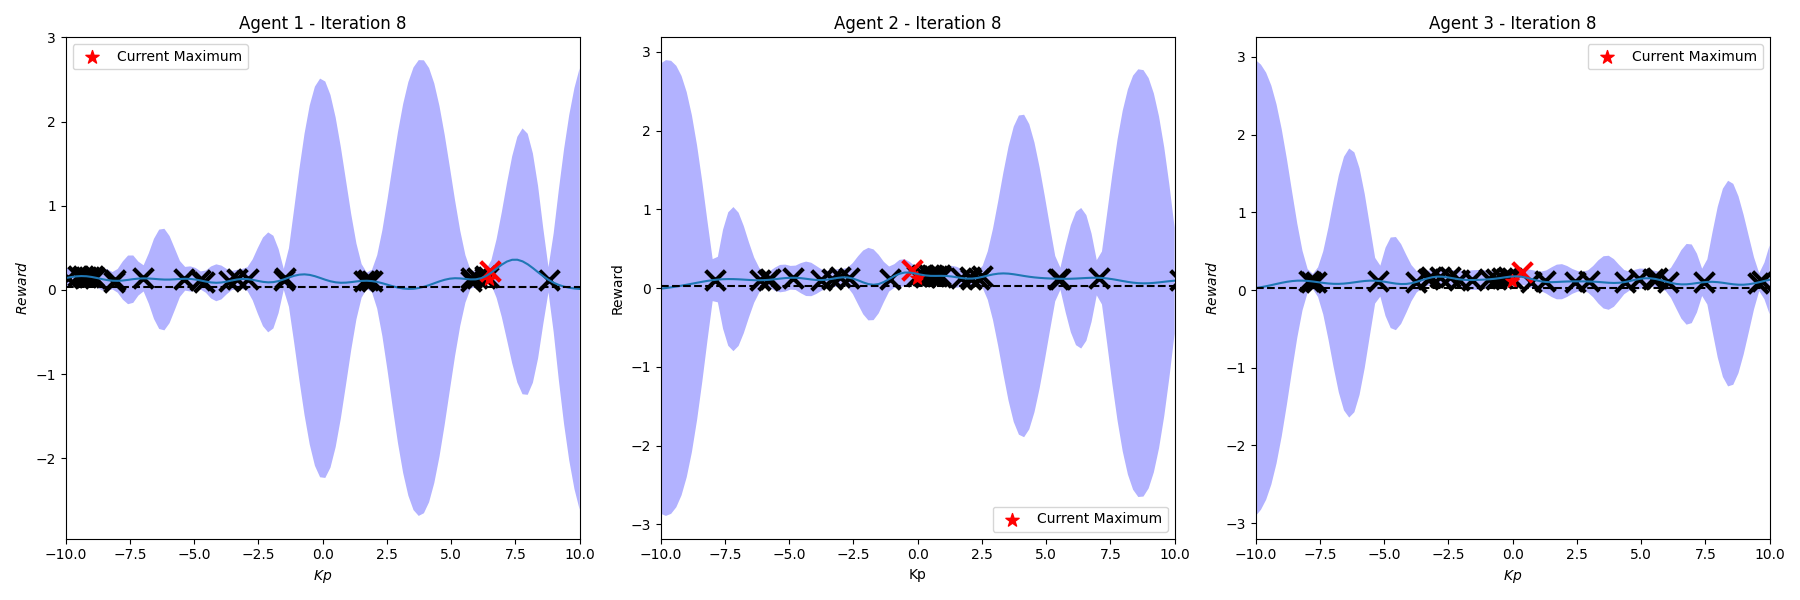 Agent 1 - Iteration 8
Current Maximum
3
2
1
0
−1
−2
Reward
−10.0 −7.5 −5.0 −2.5 0.0 2.5 5.0 7.5 10.0
Kp
Agent 2 - Iteration 8
3
2
1
0
−1
−2
−3
Reward
Current Maximum
−10.0 −7.5 −5.0 −2.5 0.0 2.5 5.0 7.5 10.0
Kp
Agent 3 - Iteration 8
Current Maximum
3
2
1
0
−1
−2
−3
Reward
−10.0 −7.5 −5.0 −2.5 0.0 2.5 5.0 7.5 10.0
Kp